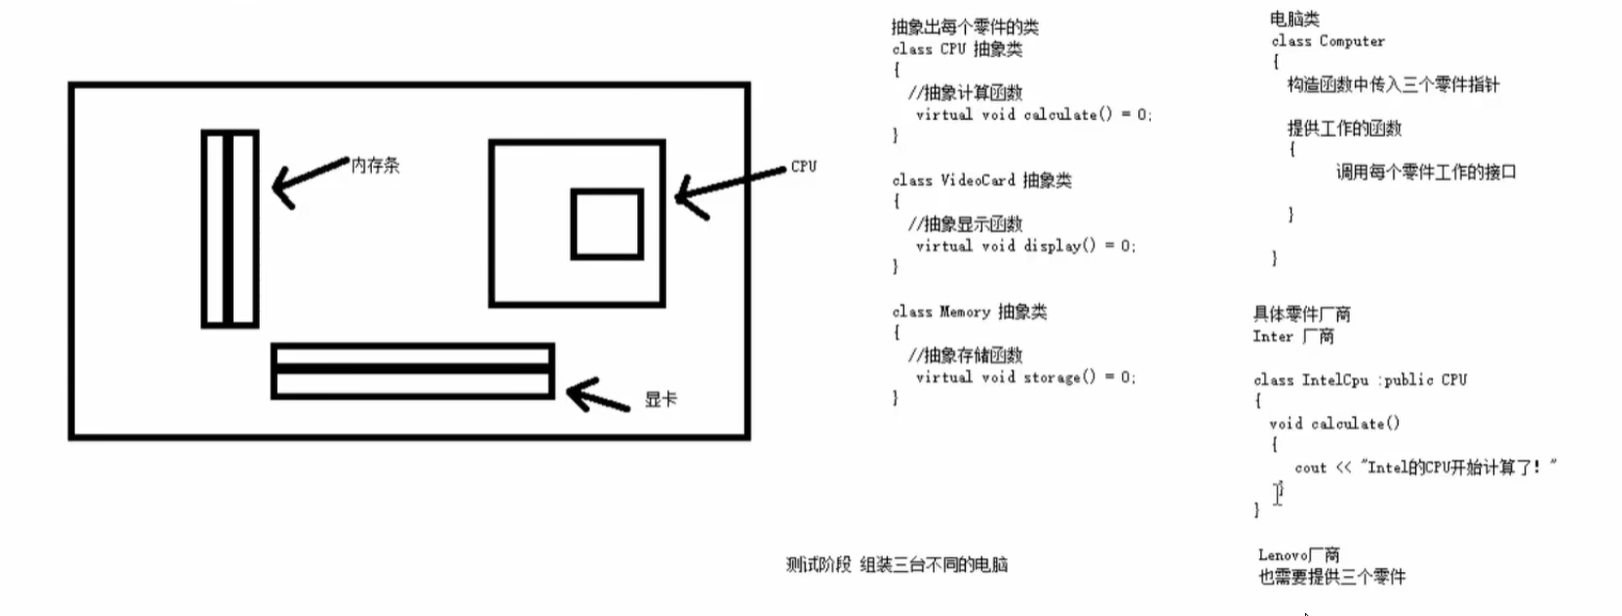 内存条
CPU
显卡
抽象出每个零件的类
class CPU 抽象类
{
//抽象计算函数
virtual void calculate() = 0;
}
class VideoCard 抽象类
{
//抽象显示函数
virtual void display() = 0;
}
class Memory 抽象类
{
//抽象存储函数
virtual void storage() = 0;
}
测试阶段 组装三台不同的电脑
电脑类
class Computer
{
构造函数中传入三个零件指针
提供工作的函数
{
调用每个零件工作的接口
}
}
具体零件厂商
Inter 厂商
class IntelCpu :public CPU
{
void calculate()
{
cout << "Intel的CPU开始计算了! "
}
}
Lenovo厂商
也需要提供三个零件